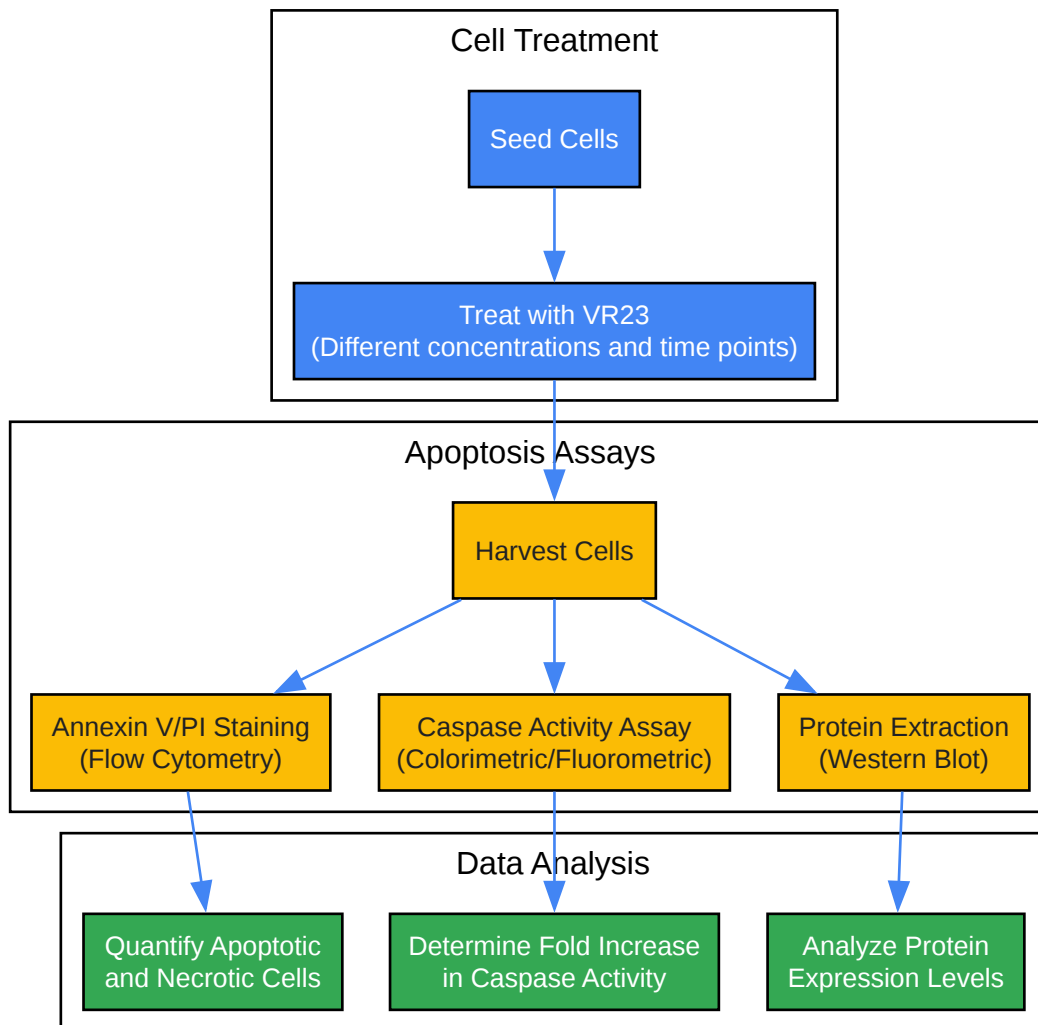 Cell Treatment
Seed Cells
Treat with VR23
(Different concentrations and time points)
Apoptosis Assays
Harvest Cells
Annexin V/PI Staining
(Flow Cytometry)
Caspase Activity Assay
(Colorimetric/Fluorometric)
Protein Extraction
(Western Blot)
Data Analysis
Quantify Apoptotic
and Necrotic Cells
Determine Fold Increase
in Caspase Activity
Analyze Protein
Expression Levels